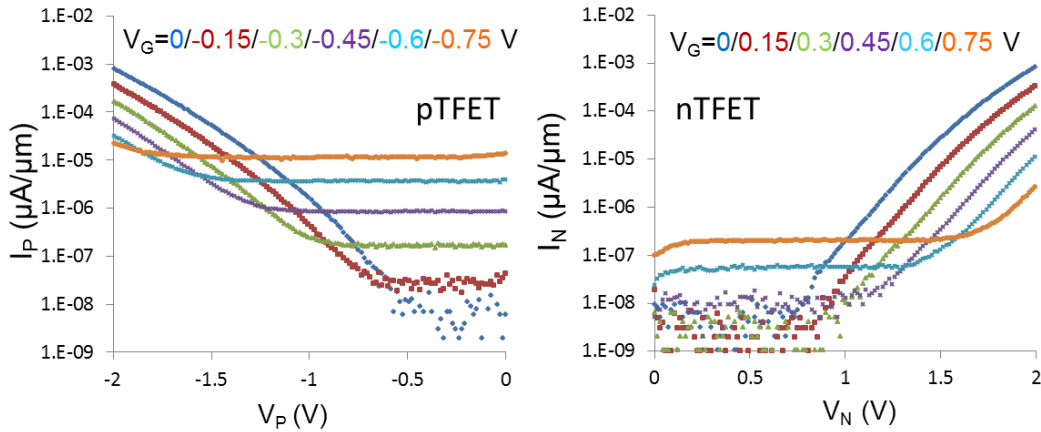 1.E-02
1.E-03
1.E-04
1.E-05
1.E-06
1.E-07
1.E-08
1.E-09
I_P (μA/μm)
V_G=0/-0.15/-0.3/-0.45/-0.6/-0.75 V
pTFET
-2 -1.5 -1 -0.5 0
V_P (V)
1.E-02
1.E-03
1.E-04
1.E-05
1.E-06
1.E-07
1.E-08
1.E-09
I_N (μA/μm)
V_G=0/0.15/0.3/0.45/0.6/0.75 V
nTFET
0 0.5 1 1.5 2
V_N (V)